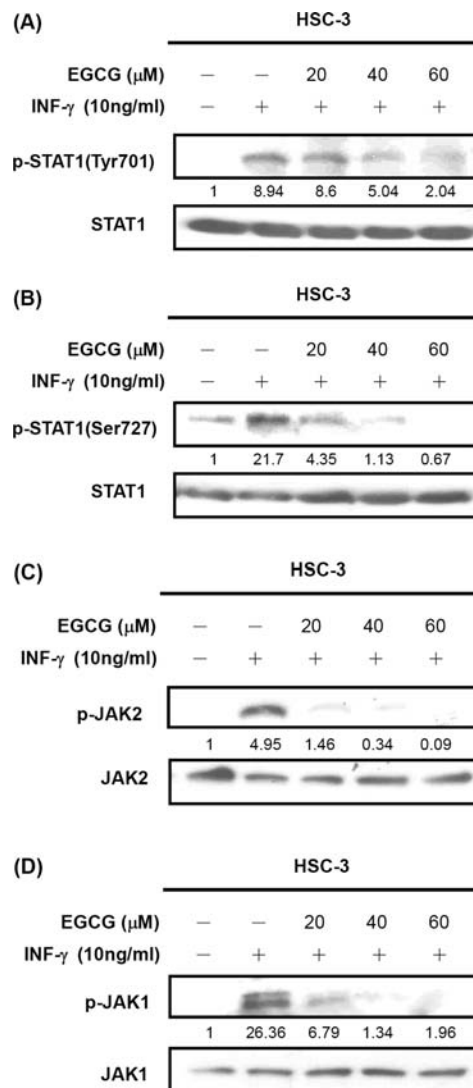 (A)
HSC-3
EGCG (μM) – – 20 40 60
INF-γ (10ng/ml) – + + + +
p-STAT1(Tyr701)
1 8.94 8.6 5.04 2.04
STAT1
(B)
HSC-3
EGCG (μM) – – 20 40 60
INF-γ (10ng/ml) – + + + +
p-STAT1(Ser727)
1 21.7 4.35 1.13 0.67
STAT1
(C)
HSC-3
EGCG (μM) – – 20 40 60
INF-γ (10ng/ml) – + + + +
p-JAK2
1 4.95 1.46 0.34 0.09
JAK2
(D)
HSC-3
EGCG (μM) – – 20 40 60
INF-γ (10ng/ml) – + + + +
p-JAK1
1 26.36 6.79 1.34 1.96
JAK1